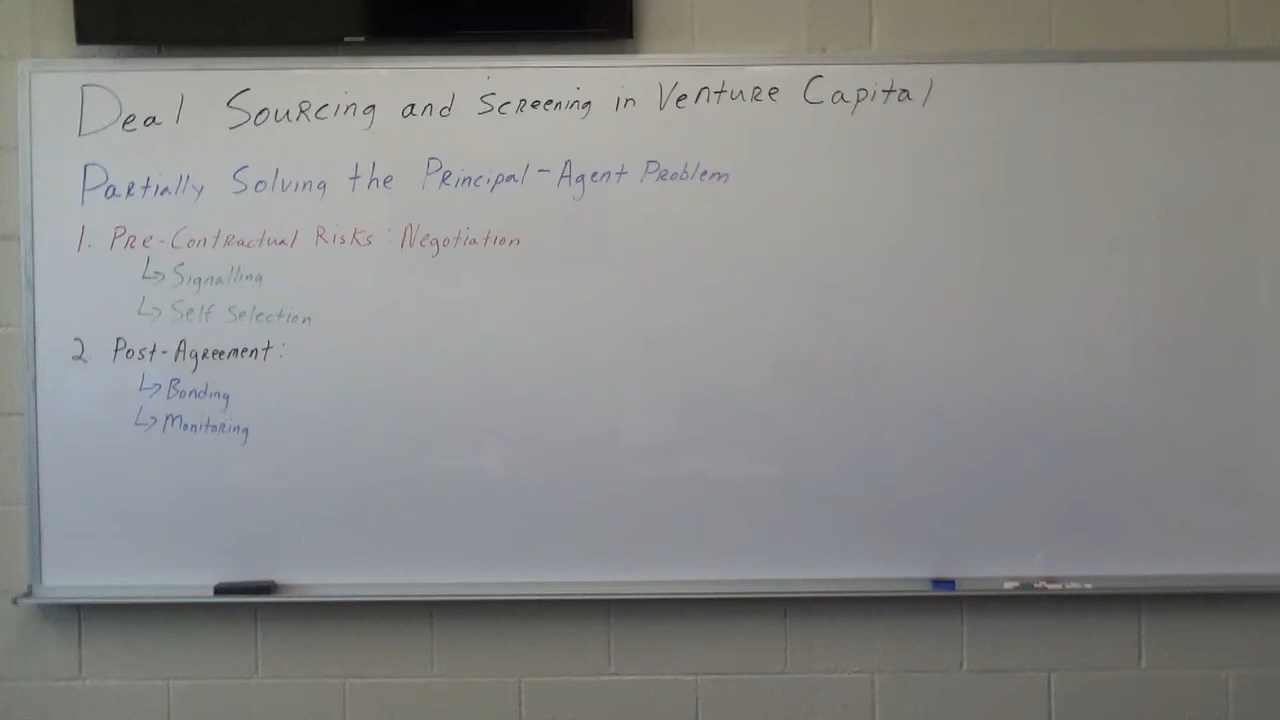 Deal Sourcing and Screening in Venture Capital
Partially Solving the Principal-Agent Problem
1. Pre-Contractual Risks: Negotiation
↳ Signalling
↳ Self Selection
2. Post-Agreement:
↳ Bonding
↳ Monitoring